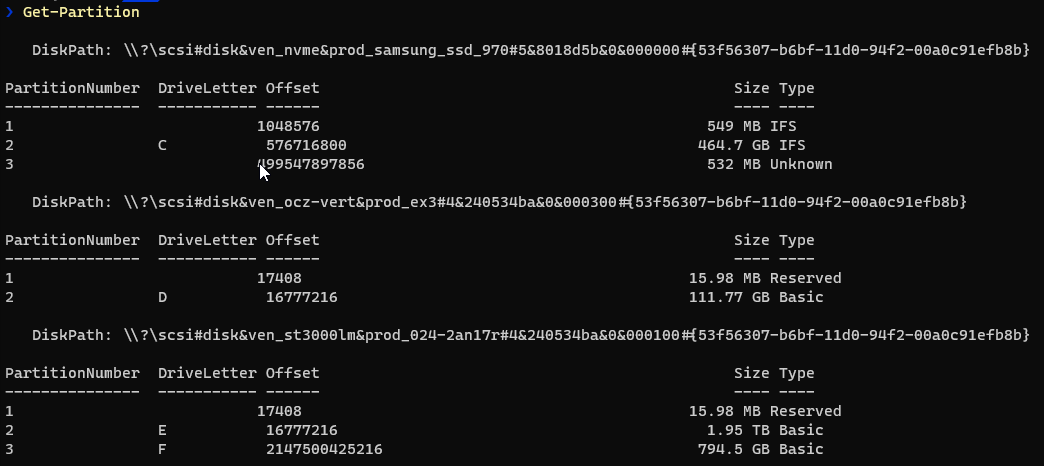 ❯ Get-Partition
DiskPath: \\?\scsi#disk&ven_nvme&prod_samsung_ssd_970#5&8018d5b&0&000000#{53f56307-b6bf-11d0-94f2-00a0c91efb8b}
PartitionNumber  DriveLetter Offset                                              Size Type
---------------  ----------- ------                                              ---- ----
1                           1048576                                           549 MB IFS
2                C           576716800                                       464.7 GB IFS
3                           499547897856                                      532 MB Unknown
DiskPath: \\?\scsi#disk&ven_ocz-vert&prod_ex3#4&240534ba&0&000300#{53f56307-b6bf-11d0-94f2-00a0c91efb8b}
PartitionNumber  DriveLetter Offset                                              Size Type
---------------  ----------- ------                                              ---- ----
1                           17408                                           15.98 MB Reserved
2                D           16777216                                       111.77 GB Basic
DiskPath: \\?\scsi#disk&ven_st3000lm&prod_024-2an17r#4&240534ba&0&000100#{53f56307-b6bf-11d0-94f2-00a0c91efb8b}
PartitionNumber  DriveLetter Offset                                              Size Type
---------------  ----------- ------                                              ---- ----
1                           17408                                           15.98 MB Reserved
2                E           16777216                                         1.95 TB Basic
3                F           2147500425216                                   794.5 GB Basic